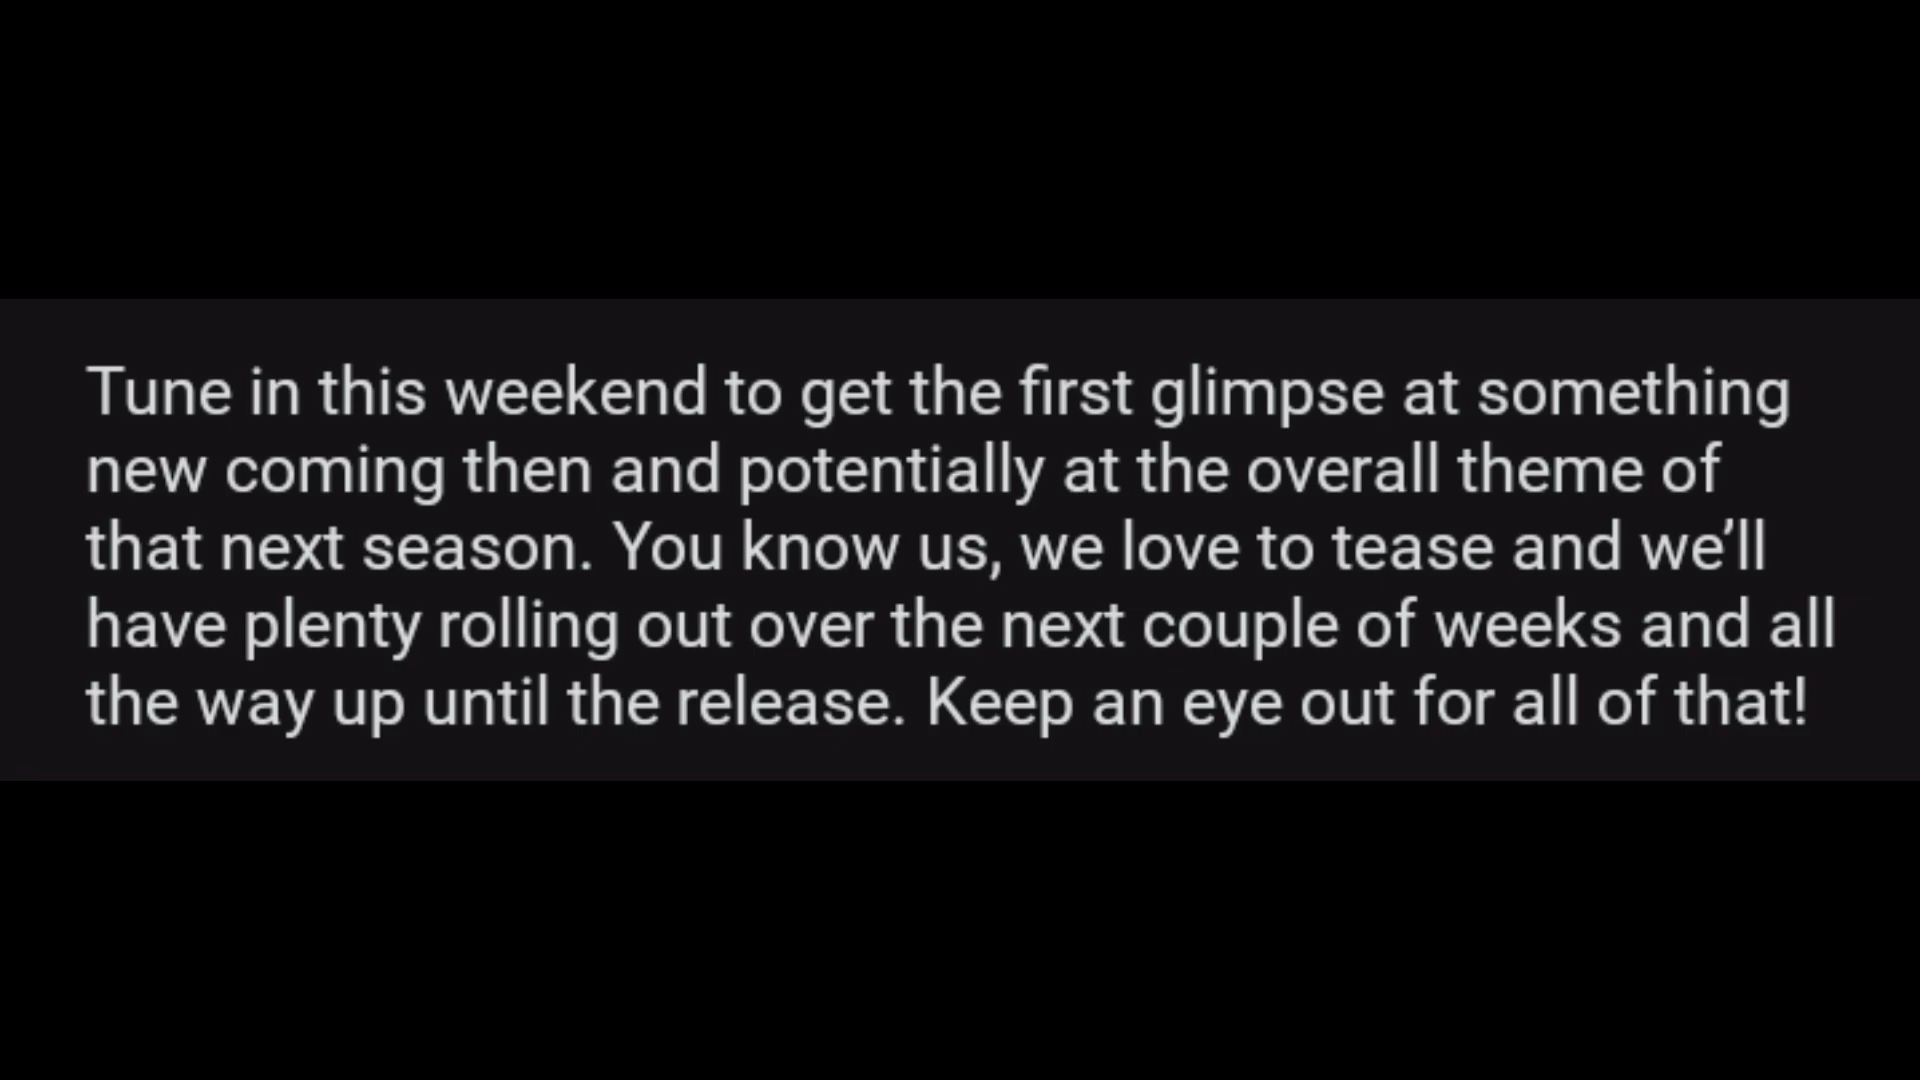 Tune in this weekend to get the first glimpse at something
new coming then and potentially at the overall theme of
that next season. You know us, we love to tease and we’ll
have plenty rolling out over the next couple of weeks and all
the way up until the release. Keep an eye out for all of that!